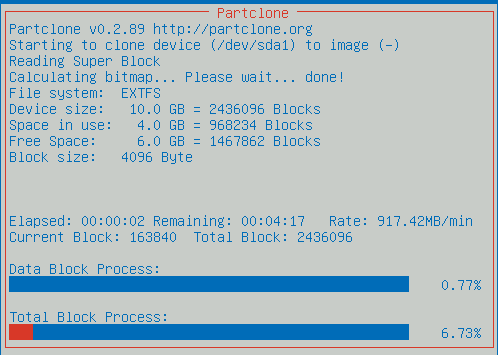 Partclone
Partclone v0.2.89 http://partclone.org
Starting to clone device (/dev/sda1) to image (-)
Reading Super Block
Calculating bitmap... Please wait... done!
File system:  EXTFS
Device size:   10.0 GB = 2436096 Blocks
Space in use:   4.0 GB = 968234 Blocks
Free Space:     6.0 GB = 1467862 Blocks
Block size:   4096 Byte
Elapsed: 00:00:02 Remaining: 00:04:17   Rate: 917.42MB/min
Current Block: 163840  Total Block: 2436096
Data Block Process:
0.77%
Total Block Process:
6.73%